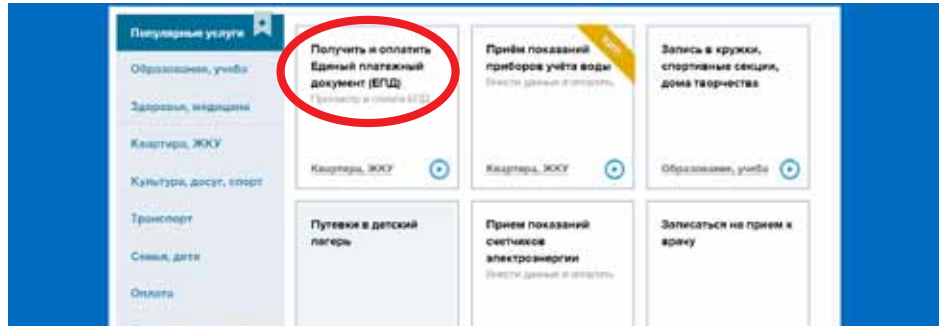 Популярные услуги
Образование, учеба
Здоровье, медицина
Квартира, ЖКУ
Культура, досуг, спорт
Транспорт
Семья, дети
Оплата
Получить и оплатить
Единый платежный
документ (ЕПД)
Просмотр и оплата ЕПД
Квартира, ЖКУ
Приём показаний
приборов учёта воды
Внести данные и оплатить
Квартира, ЖКУ
Запись в кружки,
спортивные секции,
дома творчества
Образование, учеба
Путевки в детский
лагерь
Прием показаний
счетчиков
электроэнергии
Внести данные и оплатить
Записаться на прием к
врачу